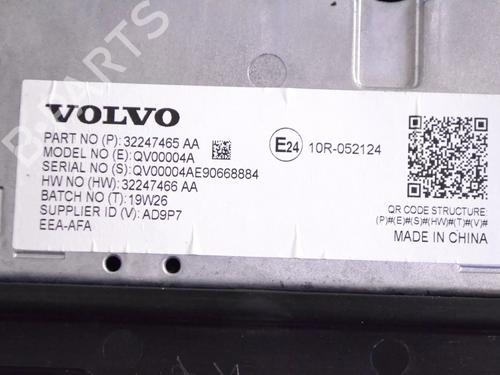 VOLVO
PART NO (P): 32247465 AA
MODEL NO (E): QV00004A
SERIAL NO (S): QV00004AE90668884
HW NO (HW): 32247466 AA
BATCH NO (T): 19W26
SUPPLIER ID (V): AD9P7
EEA-AFA
E24 10R-052124
QR CODE STRUCTURE:
(P)#(E)#(S)#(HW)#(T)#(V)#
MADE IN CHINA
B-PARTS